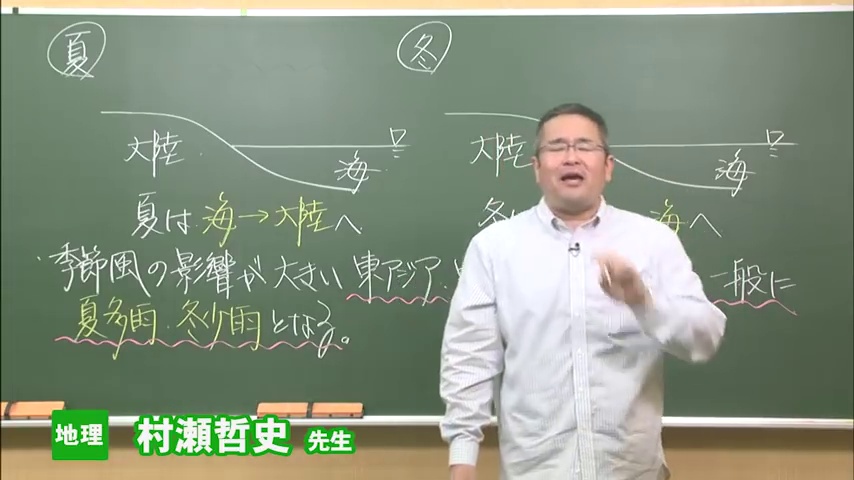 夏
冬
大陸
海
大陸
海
夏は 海→大陸へ
冬 海へ
季節風の影響が大きい 東アジア 一般に
夏多雨・冬少雨となる。
地理 村瀬哲史 先生